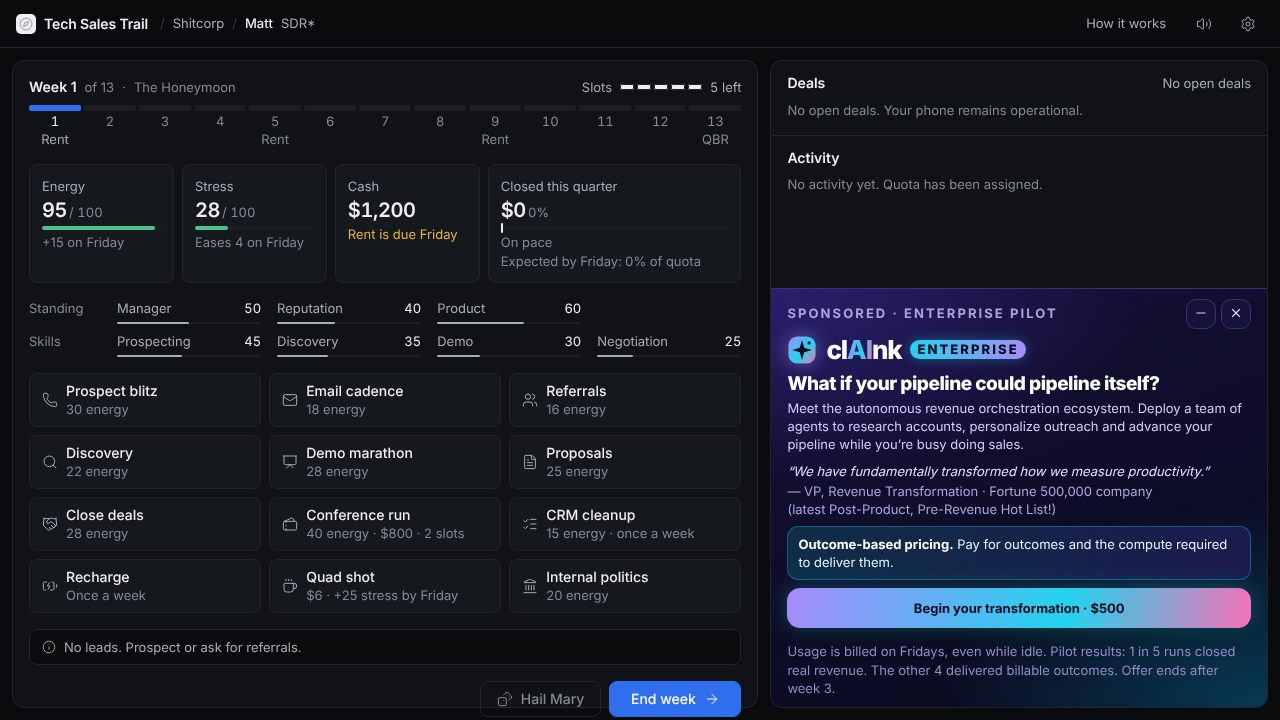 Tech Sales Trail / Shitcorp / Matt SDR*
How it works
Week 1 of 13 · The Honeymoon
Slots 5 left
1 2 3 4 5 6 7 8 9 10 11 12 13
Rent Rent Rent QBR
Energy
95 / 100
+15 on Friday
Stress
28 / 100
Eases 4 on Friday
Cash
$1,200
Rent is due Friday
Closed this quarter
$0 0%
On pace
Expected by Friday: 0% of quota
Standing Manager 50 Reputation 40 Product 60
Skills Prospecting 45 Discovery 35 Demo 30 Negotiation 25
Prospect blitz
30 energy
Email cadence
18 energy
Referrals
16 energy
Discovery
22 energy
Demo marathon
28 energy
Proposals
25 energy
Close deals
28 energy
Conference run
40 energy · $800 · 2 slots
CRM cleanup
15 energy · once a week
Recharge
Once a week
Quad shot
$6 · +25 stress by Friday
Internal politics
20 energy
No leads. Prospect or ask for referrals.
Hail Mary
End week →
Deals
No open deals
No open deals. Your phone remains operational.
Activity
No activity yet. Quota has been assigned.
SPONSORED · ENTERPRISE PILOT
clAInk ENTERPRISE
What if your pipeline could pipeline itself?
Meet the autonomous revenue orchestration ecosystem. Deploy a team of
agents to research accounts, personalize outreach and advance your
pipeline while you’re busy doing sales.
“We have fundamentally transformed how we measure productivity.”
— VP, Revenue Transformation · Fortune 500,000 company
(latest Post-Product, Pre-Revenue Hot List!)
Outcome-based pricing. Pay for outcomes and the compute required
to deliver them.
Begin your transformation · $500
Usage is billed on Fridays, even while idle. Pilot results: 1 in 5 runs closed
real revenue. The other 4 delivered billable outcomes. Offer ends after
week 3.